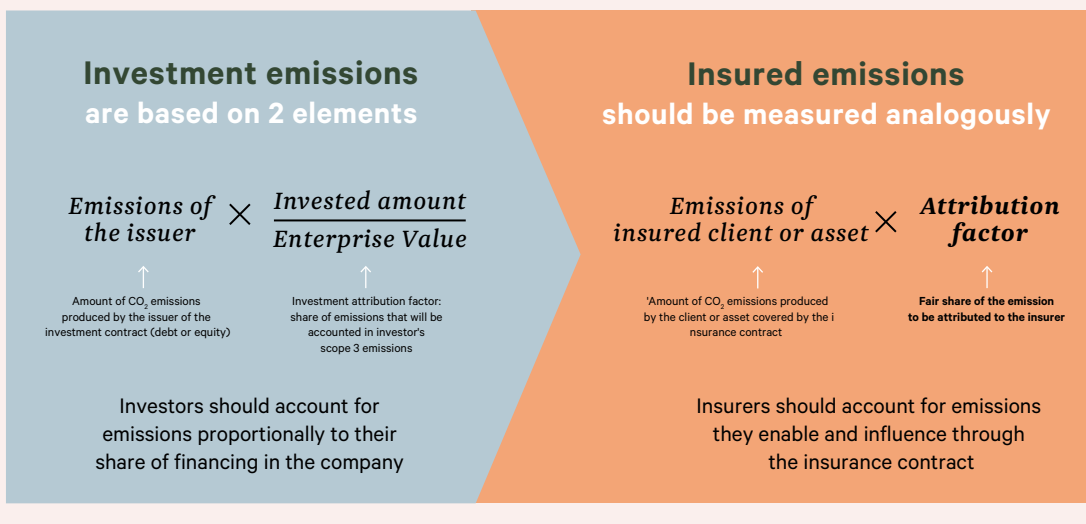 Investment emissions
are based on 2 elements
Emissions of
the issuer
×
Invested amount
Enterprise Value
Amount of CO₂ emissions
produced by the issuer of the
investment contract (debt or equity)
Investment attribution factor:
share of emissions that will be
accounted in investor's
scope 3 emissions
Investors should account for
emissions proportionally to their
share of financing in the company
Insured emissions
should be measured analogously
Emissions of
insured client or asset
×
Attribution
factor
'Amount of CO₂ emissions produced
by the client or asset covered by the i
nsurance contract
Fair share of the emission
to be attributed to the insurer
Insurers should account for emissions
they enable and influence through
the insurance contract